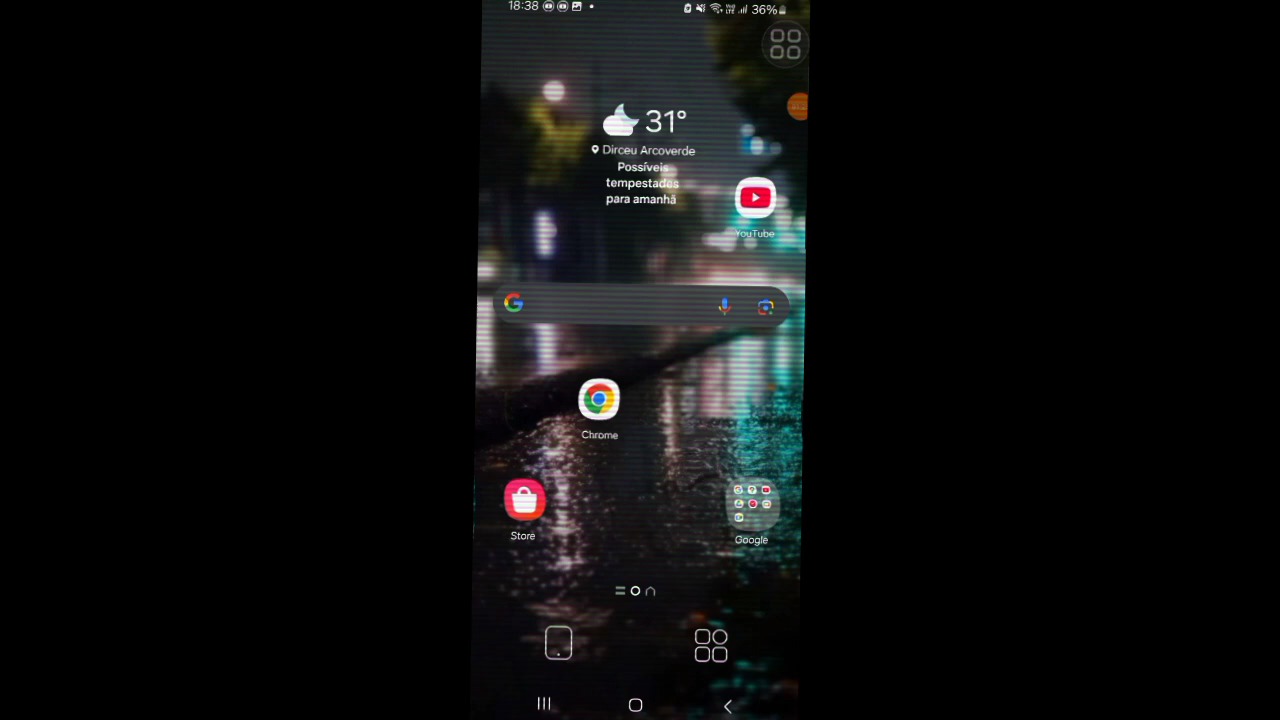 18:38
36%
31°
Dirceu Arcoverde
Possíveis
tempestades
para amanhã
YouTube
Chrome
Store
Google